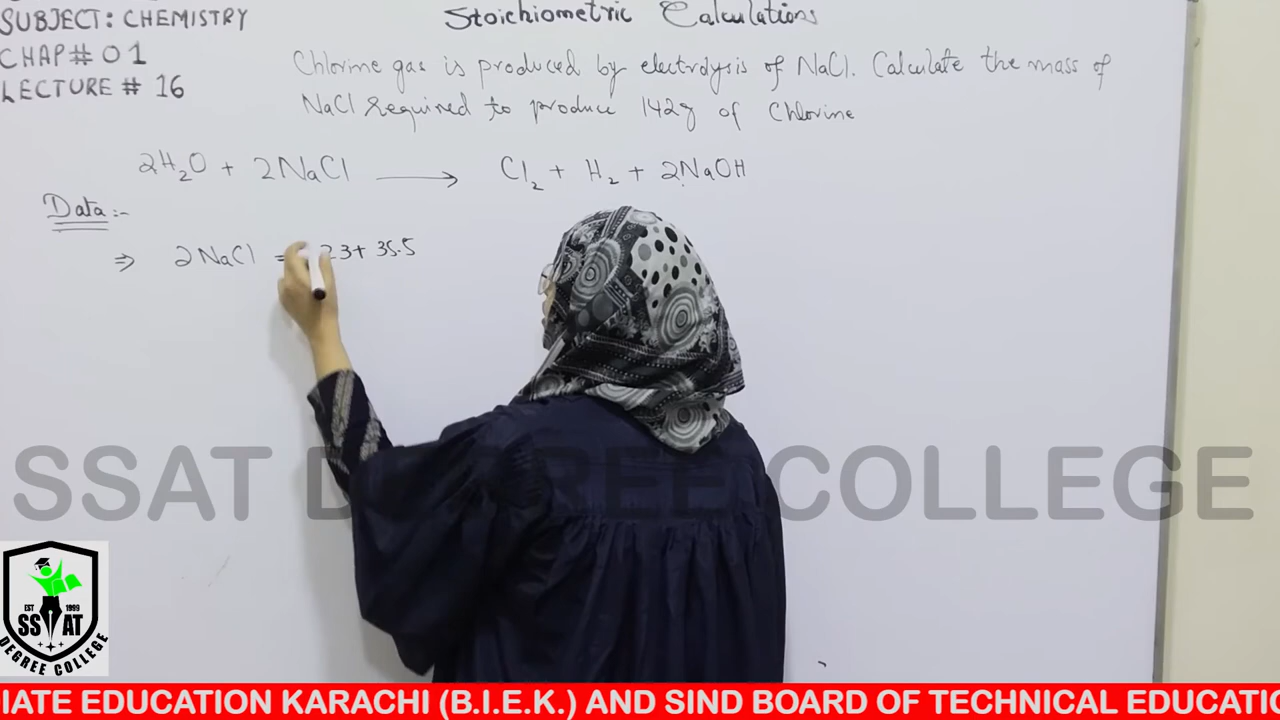 SUBJECT: CHEMISTRY
CHAP# 01
LECTURE # 16
Stoichiometric Calculations
Chlorine gas is produced by electrolysis of NaCl. Calculate the mass of
NaCl required to produce 142g of Chlorine
2H₂O + 2NaCl ⟶ Cl₂ + H₂ + 2NaOH
Data:-
⇒ 2NaCl = 23+ 35.5
SSAT DEGREE COLLEGE
EST 1999
SSAT
DEGREE COLLEGE
IATE EDUCATION KARACHI (B.I.E.K.) AND SIND BOARD OF TECHNICAL EDUCATIO